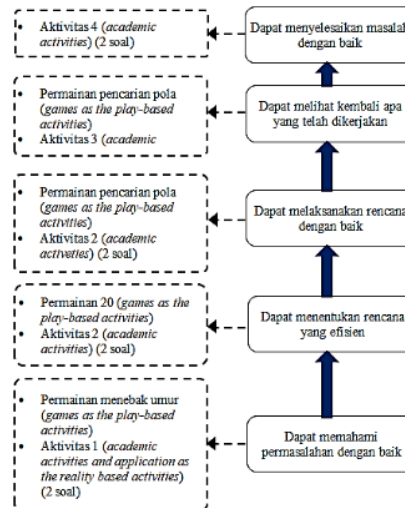 • Aktivitas 4 (academic
activities) (2 soal)
Dapat menyelesaikan masalah
dengan baik
• Permainan pencarian pola
(games as the play-based
activities)
• Aktivitas 3 (academic
Dapat melihat kembali apa
yang telah dikerjakan
• Permainan pencarian pola
(games as the play-based
activities)
• Aktivitas 2 (academic
activeties) (2 soal)
Dapat melaksanakan rencana
dengan baik
• Permainan 20 (games as the
play-based activities)
• Aktivitas 2 (academic
activities) (2 soal)
Dapat menentukan rencana
yang efisien
• Permainan menebak umur
(games as the play-based
activities)
• Aktivitas 1 (academic
activities and application as
the reality based activities)
(2 soal)
Dapat memahami
permasalahan dengan baik